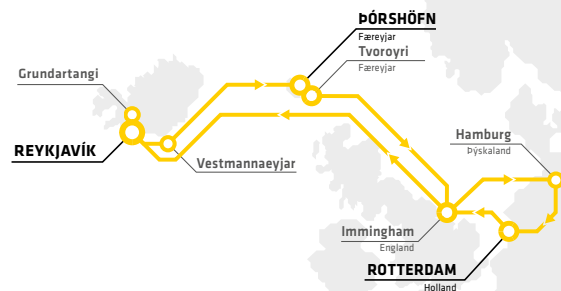 ÞÓRSHÖFN
Færeyjar
Tvoroyri
Færeyjar
Grundartangi
REYKJAVÍK
Vestmannaeyjar
Hamburg
Þýskaland
Immingham
England
ROTTERDAM
Holland